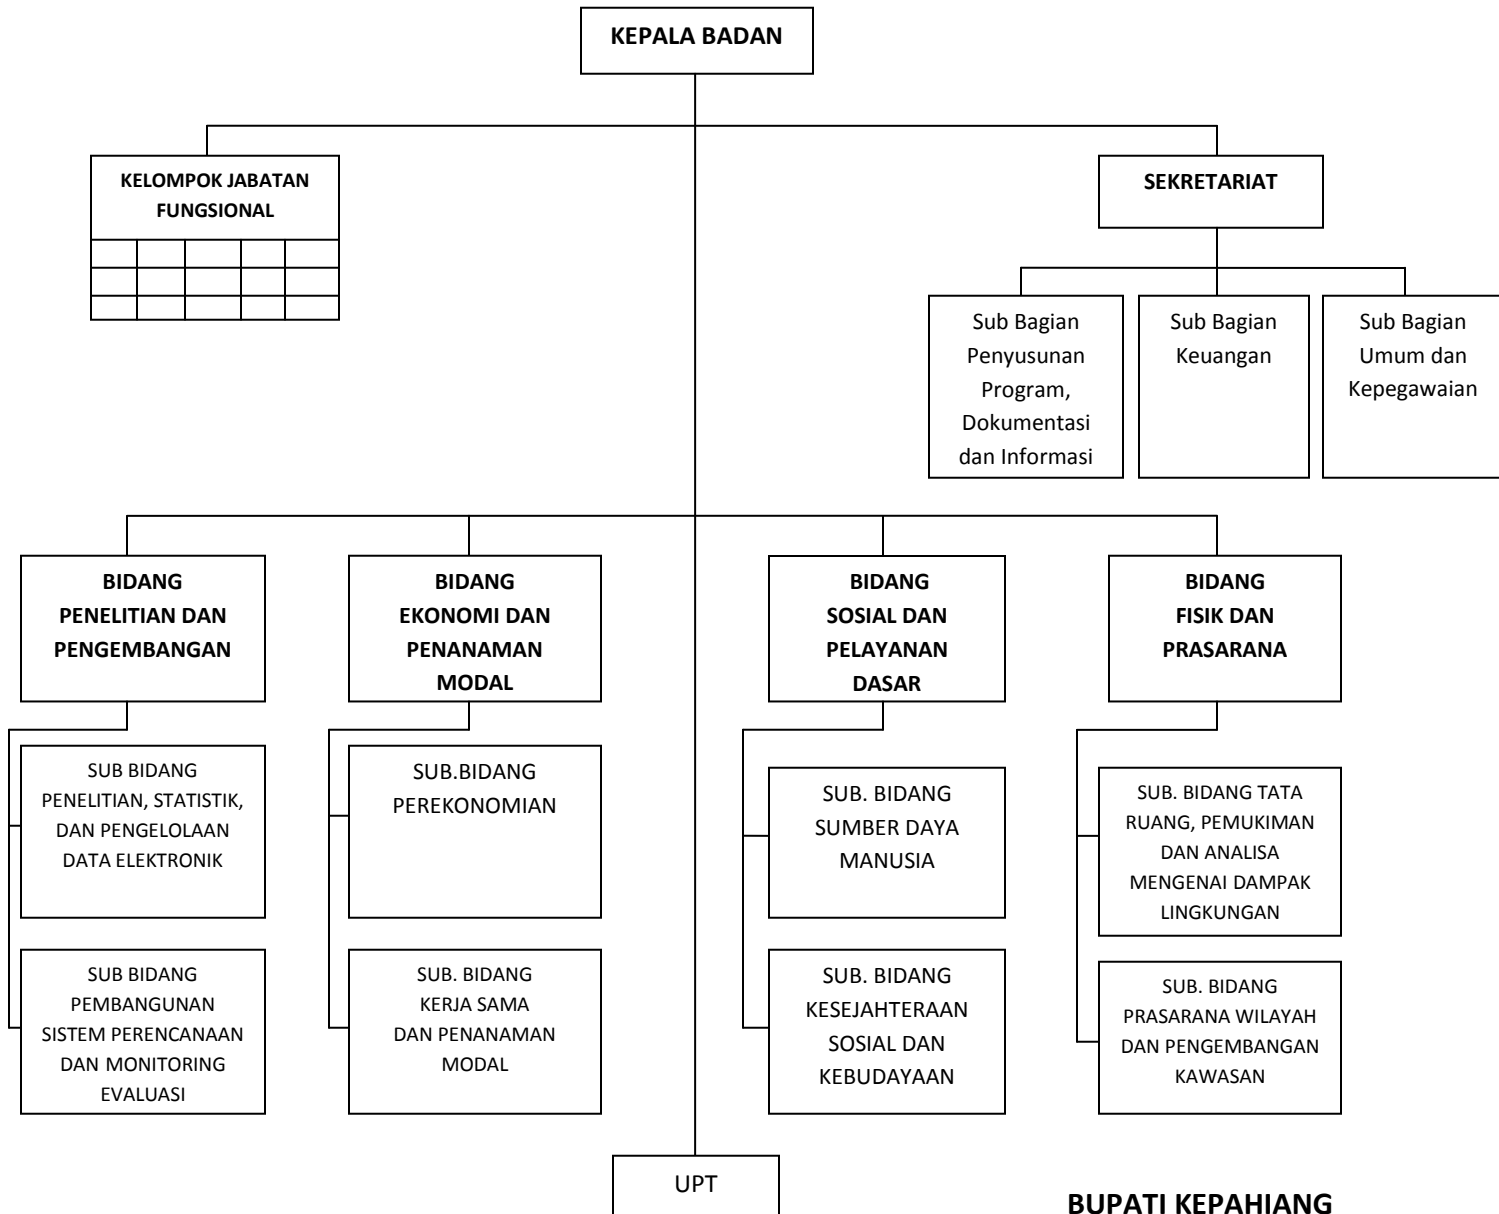 KEPALA BADAN
KELOMPOK JABATAN
FUNGSIONAL
SEKRETARIAT
Sub Bagian
Penyusunan
Program,
Dokumentasi
dan Informasi
Sub Bagian
Keuangan
Sub Bagian
Umum dan
Kepegawaian
BIDANG
PENELITIAN DAN
PENGEMBANGAN
BIDANG
EKONOMI DAN
PENANAMAN
MODAL
BIDANG
SOSIAL DAN
PELAYANAN
DASAR
BIDANG
FISIK DAN
PRASARANA
SUB BIDANG
PENELITIAN, STATISTIK,
DAN PENGELOLAAN
DATA ELEKTRONIK
SUB.BIDANG
PEREKONOMIAN
SUB. BIDANG
SUMBER DAYA
MANUSIA
SUB. BIDANG TATA
RUANG, PEMUKIMAN
DAN ANALISA
MENGENAI DAMPAK
LINGKUNGAN
SUB BIDANG
PEMBANGUNAN
SISTEM PERENCANAAN
DAN MONITORING
EVALUASI
SUB. BIDANG
KERJA SAMA
DAN PENANAMAN
MODAL
SUB. BIDANG
KESEJAHTERAAN
SOSIAL DAN
KEBUDAYAAN
SUB. BIDANG
PRASARANA WILAYAH
DAN PENGEMBANGAN
KAWASAN
UPT
BUPATI KEPAHIANG